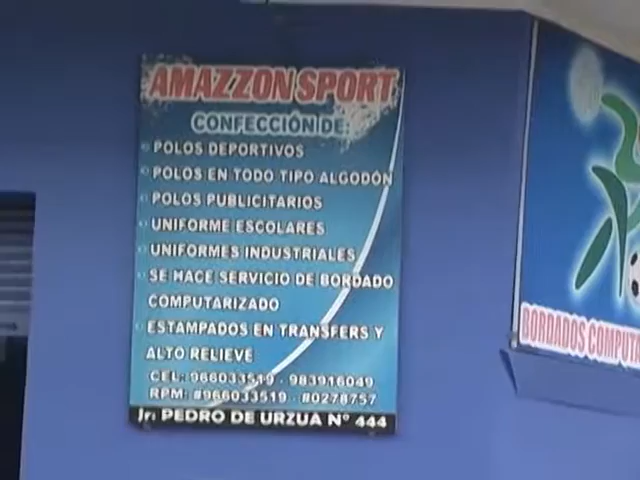 AMAZZON SPORT
CONFECCIÓN DE:
POLOS DEPORTIVOS
POLOS EN TODO TIPO ALGODÓN
POLOS PUBLICITARIOS
UNIFORME ESCOLARES
UNIFORMES INDUSTRIALES
SE HACE SERVICIO DE BORDADO
COMPUTARIZADO
ESTAMPADOS EN TRANSFERS Y
ALTO RELIEVE
CEL: 966033519 - 983916049
RPM: #966033519 - #0278757
Jr. PEDRO DE URZUA N° 444
BORDADOS COMPUTA